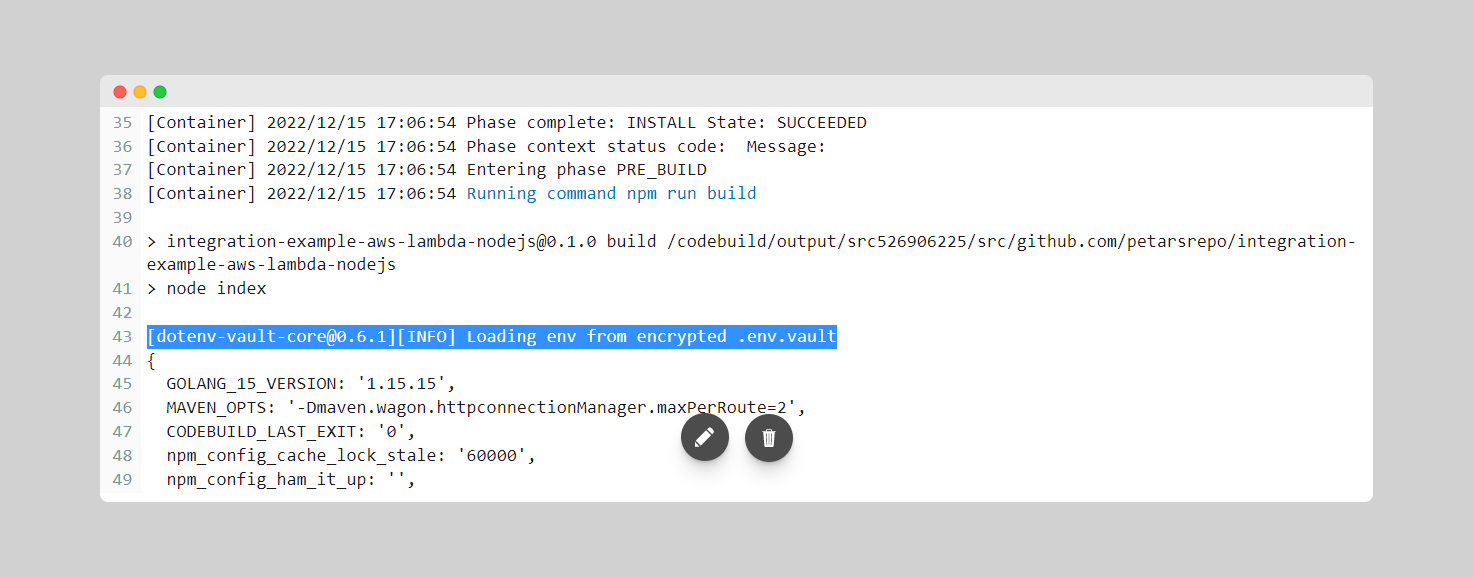 35 [Container] 2022/12/15 17:06:54 Phase complete: INSTALL State: SUCCEEDED
36 [Container] 2022/12/15 17:06:54 Phase context status code:  Message:
37 [Container] 2022/12/15 17:06:54 Entering phase PRE_BUILD
38 [Container] 2022/12/15 17:06:54 Running command npm run build
39
40 > integration-example-aws-lambda-nodejs@0.1.0 build /codebuild/output/src526906225/src/github.com/petarsrepo/integration-
example-aws-lambda-nodejs
41 > node index
42
43 [dotenv-vault-core@0.6.1][INFO] Loading env from encrypted .env.vault
44 {
45   GOLANG_15_VERSION: '1.15.15',
46   MAVEN_OPTS: '-Dmaven.wagon.httpconnectionManager.maxPerRoute=2',
47   CODEBUILD_LAST_EXIT: '0',
48   npm_config_cache_lock_stale: '60000',
49   npm_config_ham_it_up: '',